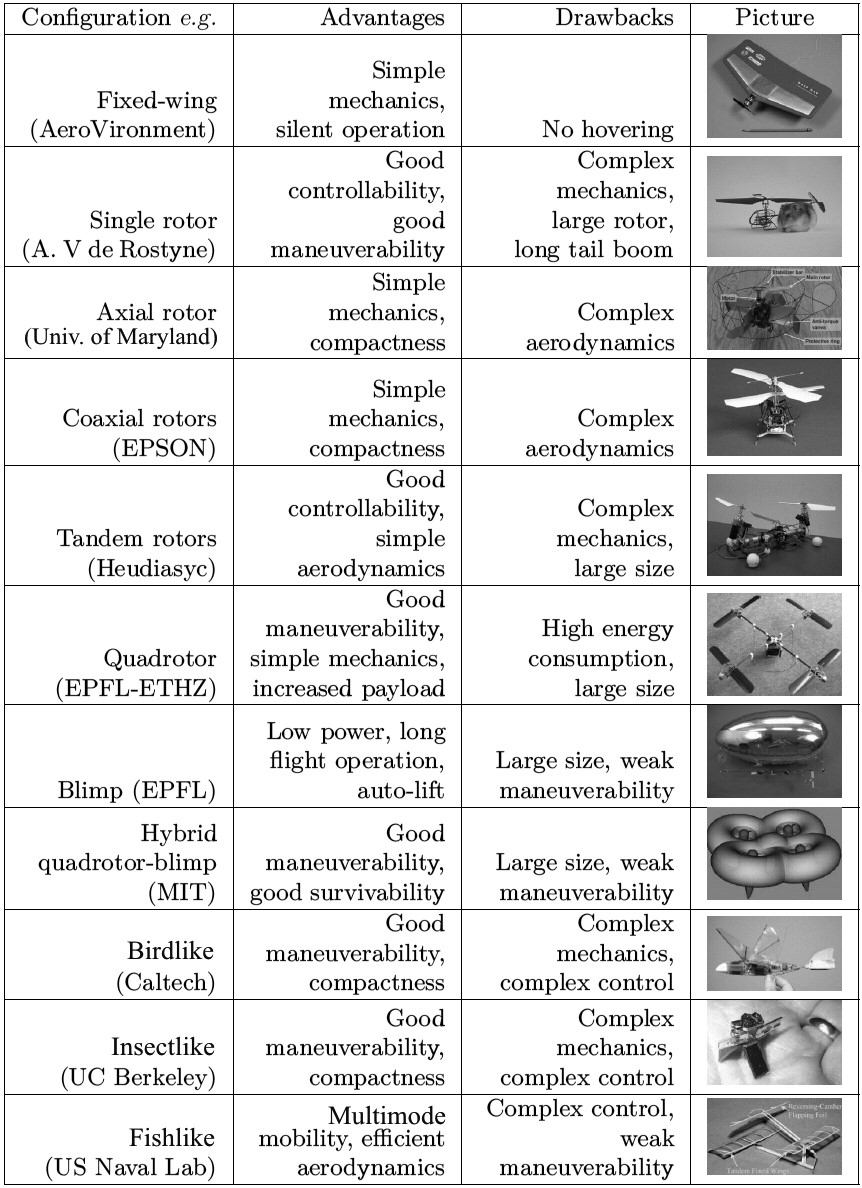 Configuration e.g. Advantages Drawbacks Picture
Fixed-wing
(AeroVironment)
Simple
mechanics,
silent operation
No hovering
Single rotor
(A. V de Rostyne)
Good
controllability,
good
maneuverability
Complex
mechanics,
large rotor,
long tail boom
Axial rotor
(Univ. of Maryland)
Simple
mechanics,
compactness
Complex
aerodynamics
Stabilizer bar
Main rotor
Anti-torque
vanes
Protective ring
Coaxial rotors
(EPSON)
Simple
mechanics,
compactness
Complex
aerodynamics
Tandem rotors
(Heudiasyc)
Good
controllability,
simple
aerodynamics
Complex
mechanics,
large size
Quadrotor
(EPFL-ETHZ)
Good
maneuverability,
simple mechanics,
increased payload
High energy
consumption,
large size
Blimp (EPFL)
Low power, long
flight operation,
auto-lift
Large size, weak
maneuverability
Hybrid
quadrotor-blimp
(MIT)
Good
maneuverability,
good survivability
Large size, weak
maneuverability
Birdlike
(Caltech)
Good
maneuverability,
compactness
Complex
mechanics,
complex control
Insectlike
(UC Berkeley)
Good
maneuverability,
compactness
Complex
mechanics,
complex control
Fishlike
(US Naval Lab)
Multimode
mobility, efficient
aerodynamics
Complex control,
weak
maneuverability
Reversing-Camber
Flapping Foil
Tandem Fixed Wings